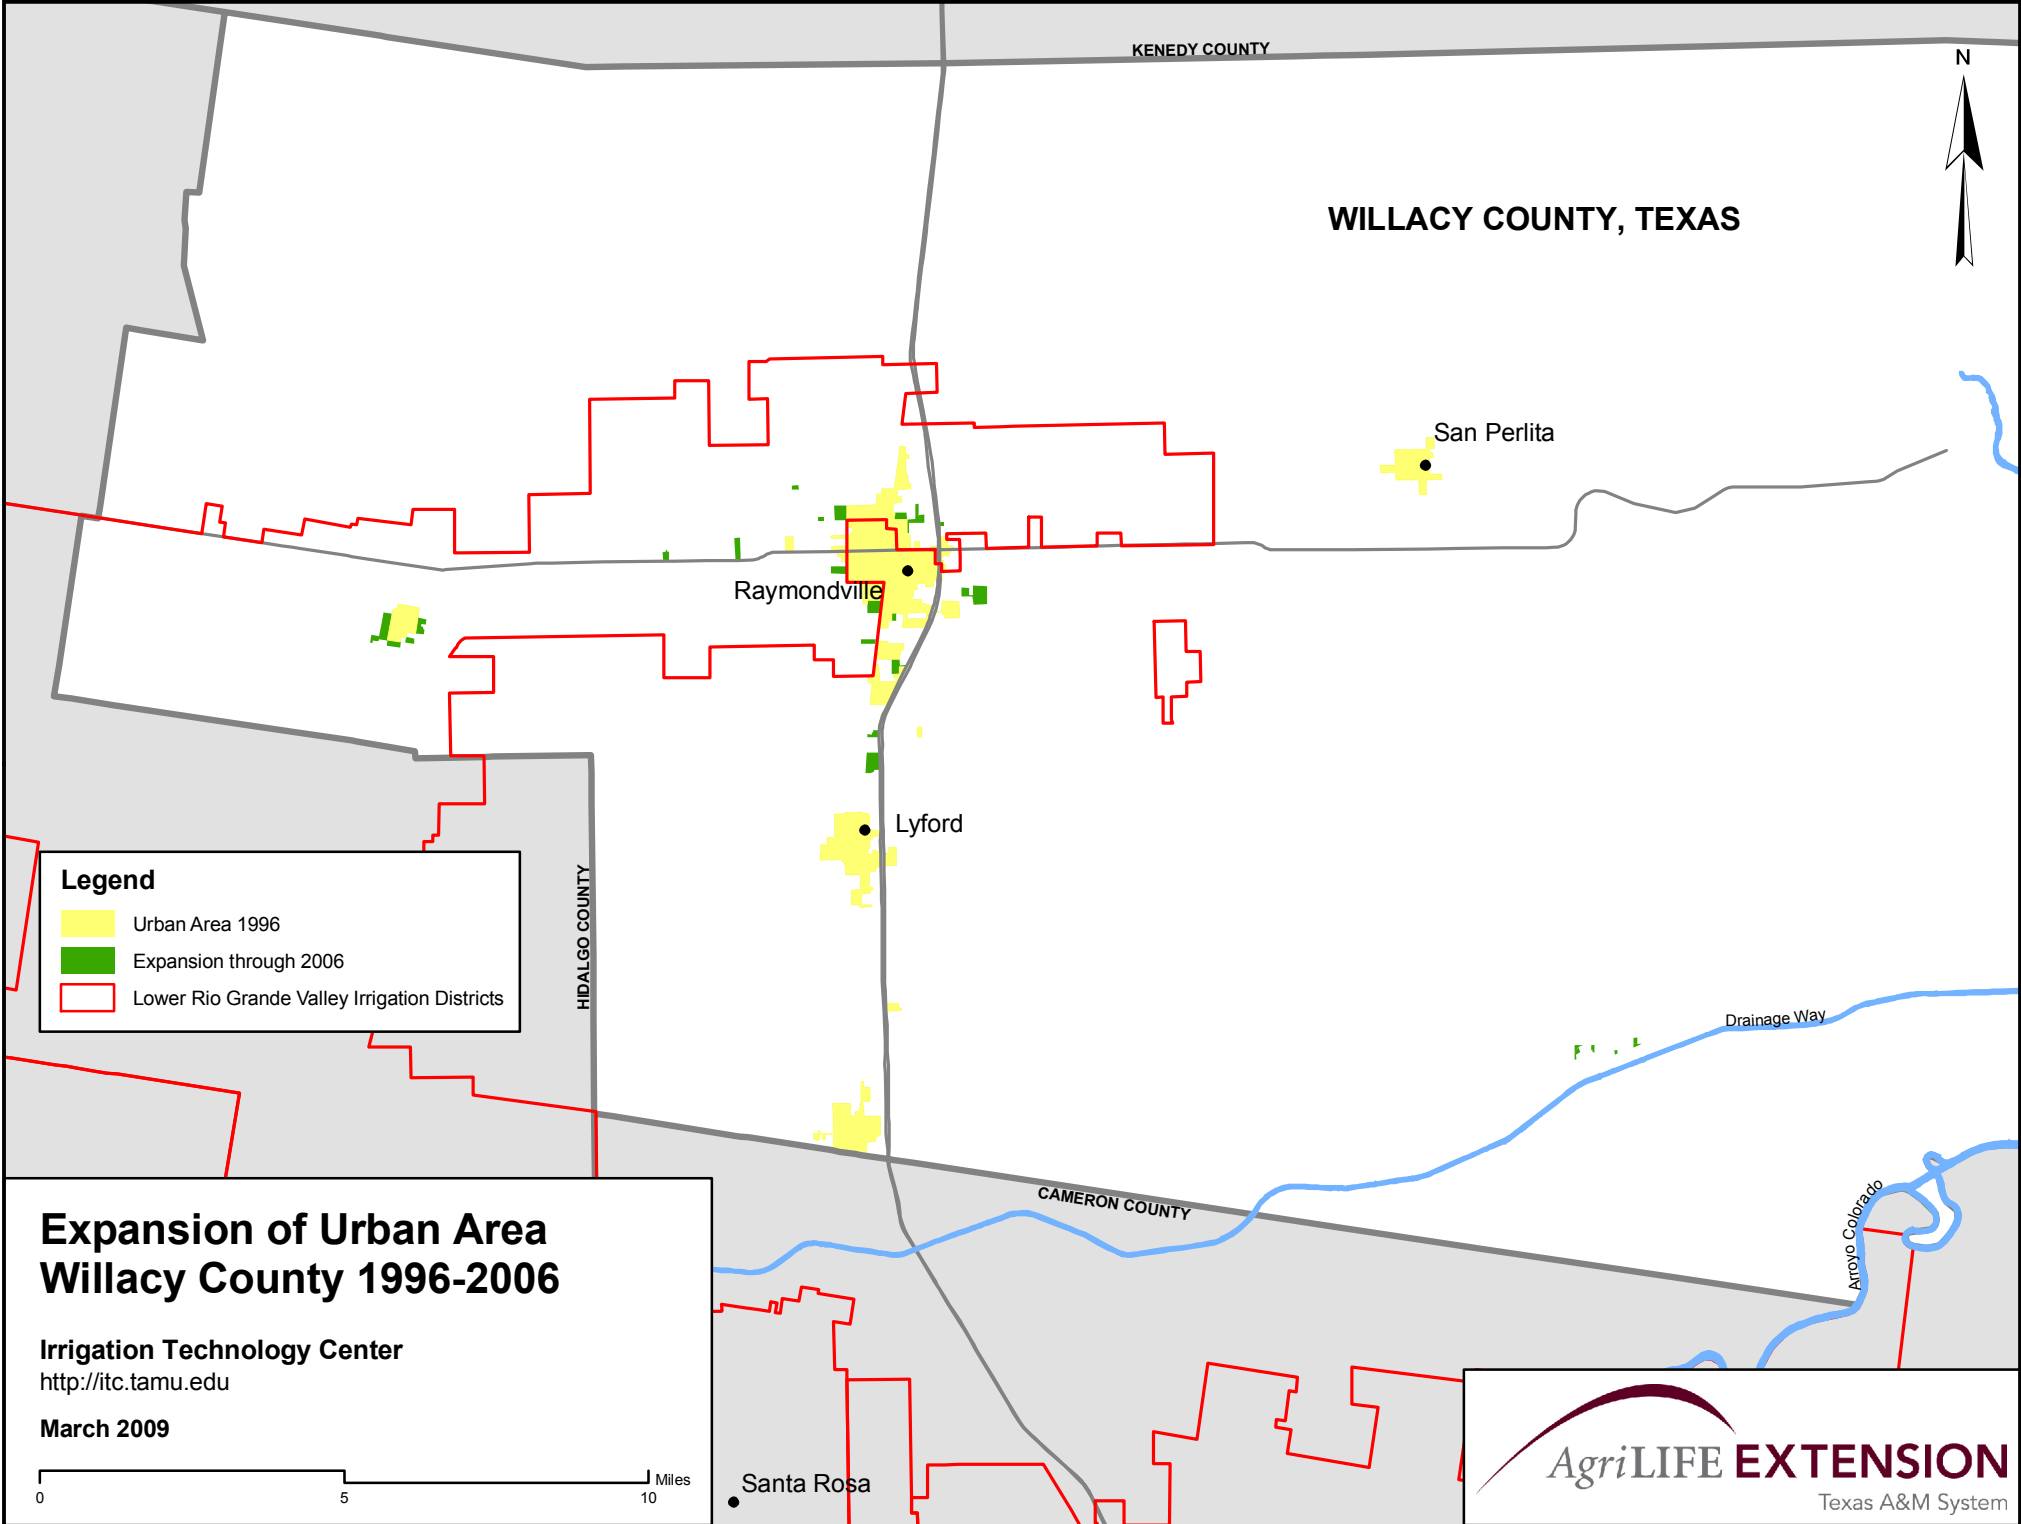 KENEDY COUNTY
N
WILLACY COUNTY, TEXAS
San Perlita
Raymondville
Lyford
Legend
Urban Area 1996
Expansion through 2006
Lower Rio Grande Valley Irrigation Districts
HIDALGO COUNTY
Drainage Way
CAMERON COUNTY
Arroyo Colorado
Expansion of Urban Area
Willacy County 1996-2006
Irrigation Technology Center
http://itc.tamu.edu
March 2009
Miles
0 5 10
Santa Rosa
AgriLIFE EXTENSION
Texas A&M System